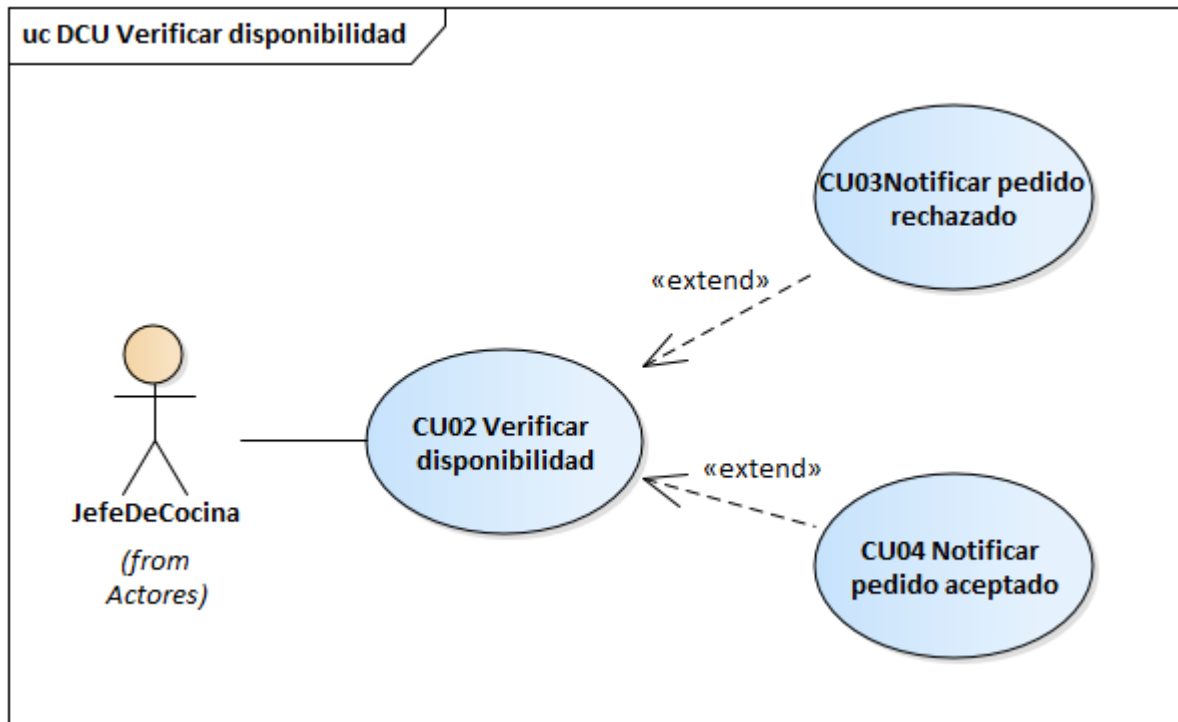 uc DCU Verificar disponibilidad
CU03Notificar pedido
rechazado
«extend»
CU02 Verificar
disponibilidad
«extend»
JefeDeCocina
(from
Actores)
CU04 Notificar
pedido aceptado